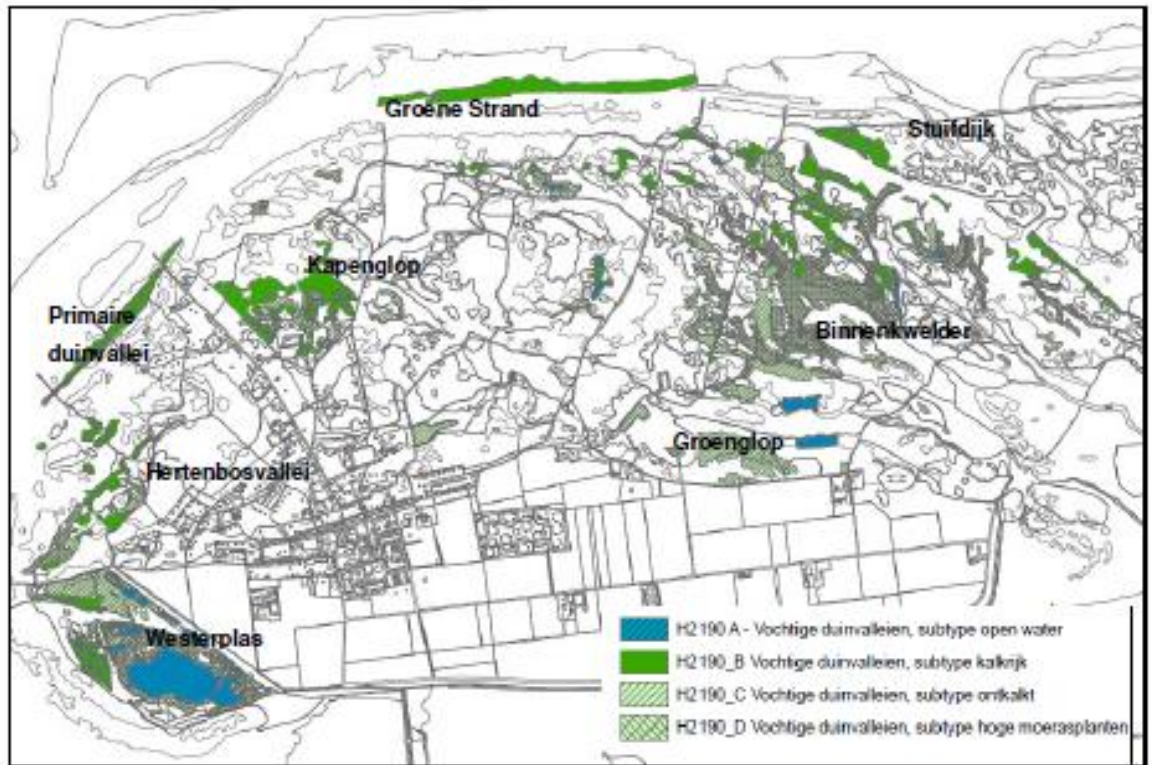 Groene Strand
Stuifdijk
Kapenglop
Primaire
duinvallei
Binnenkwelder
Groenglop
Hertenbosvallei
Westerplas
H2190 A - Vochtige duinvalleien, subtype open water
H2190_B Vochtige duinvalleien, subtype kalkrijk
H2190_C Vochtige duinvalleien, subtype ontkalkt
H2190_D Vochtige duinvalleien, subtype hoge moerasplanten